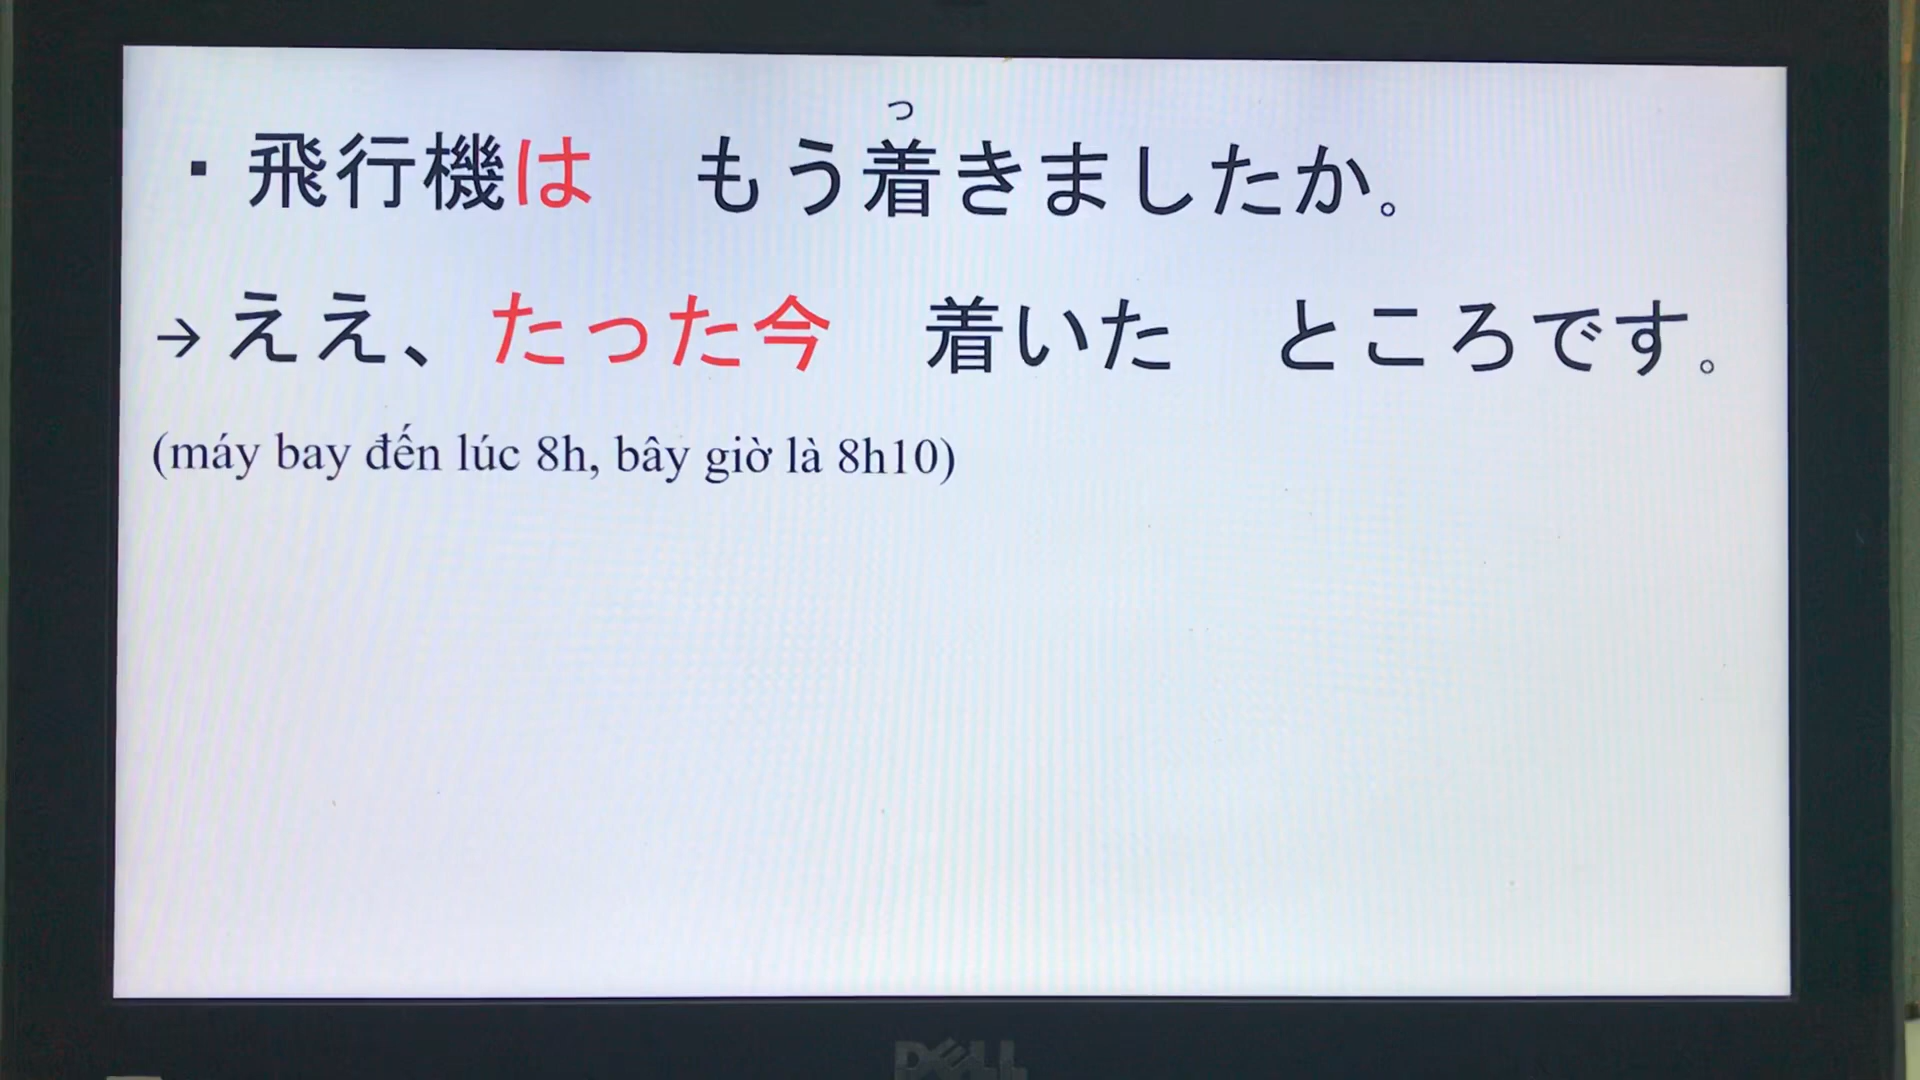 つ
・飛行機は　もう着きましたか。
→ ええ、たった今　着いた　ところです。
(máy bay đến lúc 8h, bây giờ là 8h10)
DELL